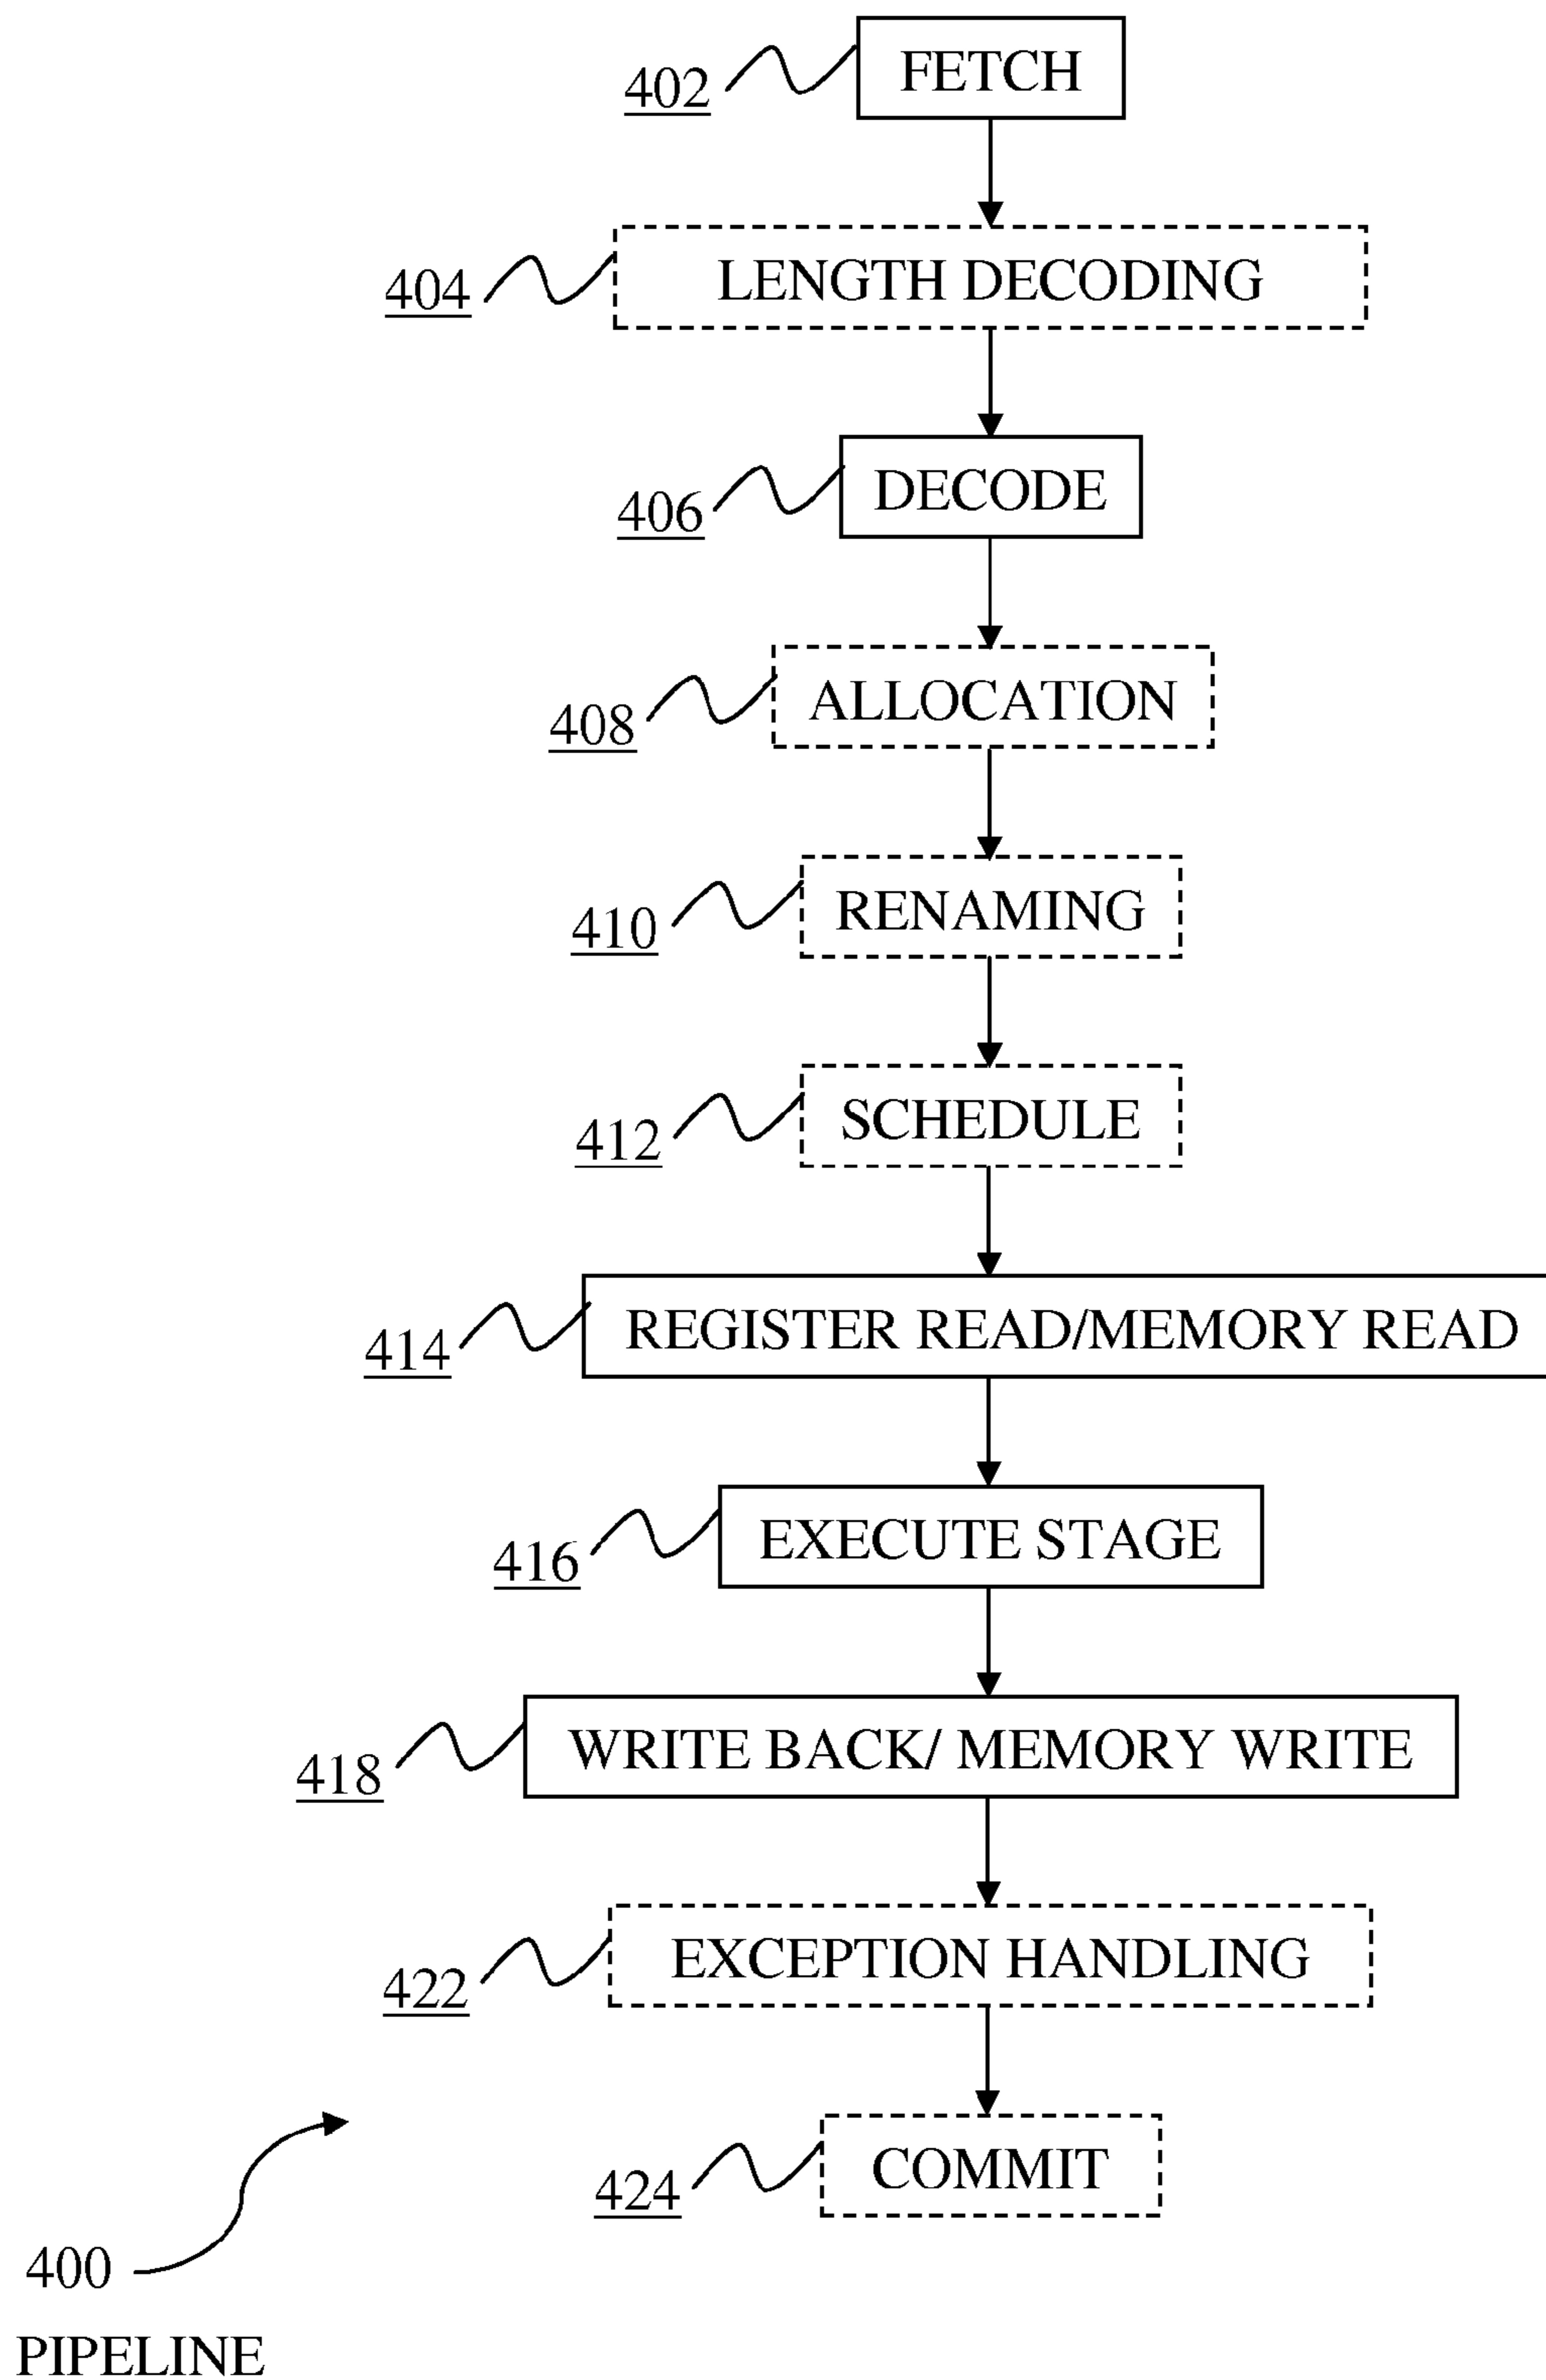 FETCH
402
LENGTH DECODING
404
DECODE
406
ALLOCATION
408
RENAMING
410
SCHEDULE
412
REGISTER READ/MEMORY READ
414
EXECUTE STAGE
416
WRITE BACK/ MEMORY WRITE
418
EXCEPTION HANDLING
422
COMMIT
424
400
PIPELINE